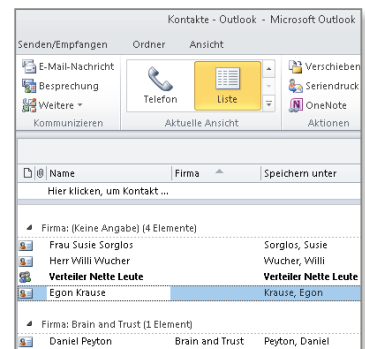 Kontakte - Outlook - Microsoft Outlook
Senden/Empfangen Ordner Ansicht
E-Mail-Nachricht
Besprechung
Weitere
Telefon
Liste
Verschieben
Seriendruck
OneNote
Kommunizieren Aktuelle Ansicht Aktionen
Name Firma Speichern unter
Hier klicken, um Kontakt ...
Firma: (Keine Angabe) (4 Elemente)
Frau Susie Sorglos Sorglos, Susie
Herr Willi Wucher Wucher, Willi
Verteiler Nette Leute Verteiler Nette Leute
Egon Krause Krause, Egon
Firma: Brain and Trust (1 Element)
Daniel Peyton Brain and Trust Peyton, Daniel